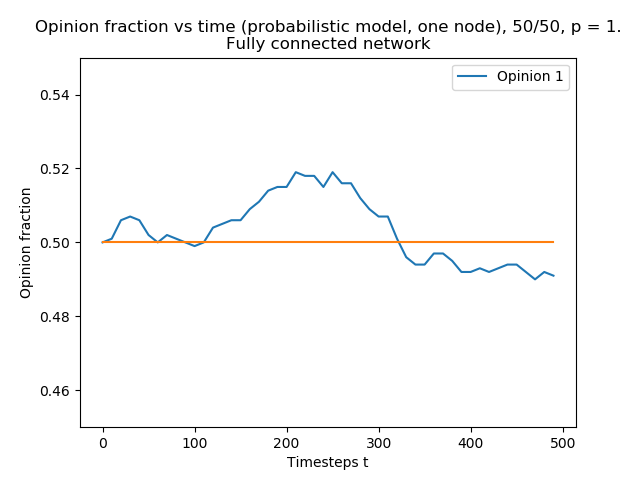 Opinion fraction vs time (probabilistic model, one node), 50/50, p = 1.
Fully connected network
Opinion 1
0.54
0.52
0.50
0.48
0.46
Opinion fraction
0
100
200
300
400
500
Timesteps t